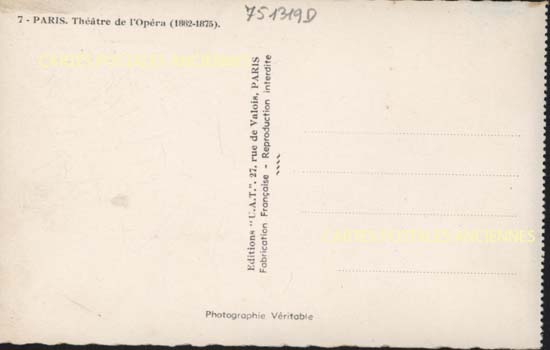 751319D
7 - PARIS. Théâtre de l'Opéra (1862-1875).
CARTES POSTALES ANCIENNES
Editions "U.A.T.". 27, rue de Valois, PARIS
Fabrication Française - Reproduction interdite
CARTES POSTALES ANCIENNES
Photographie Véritable